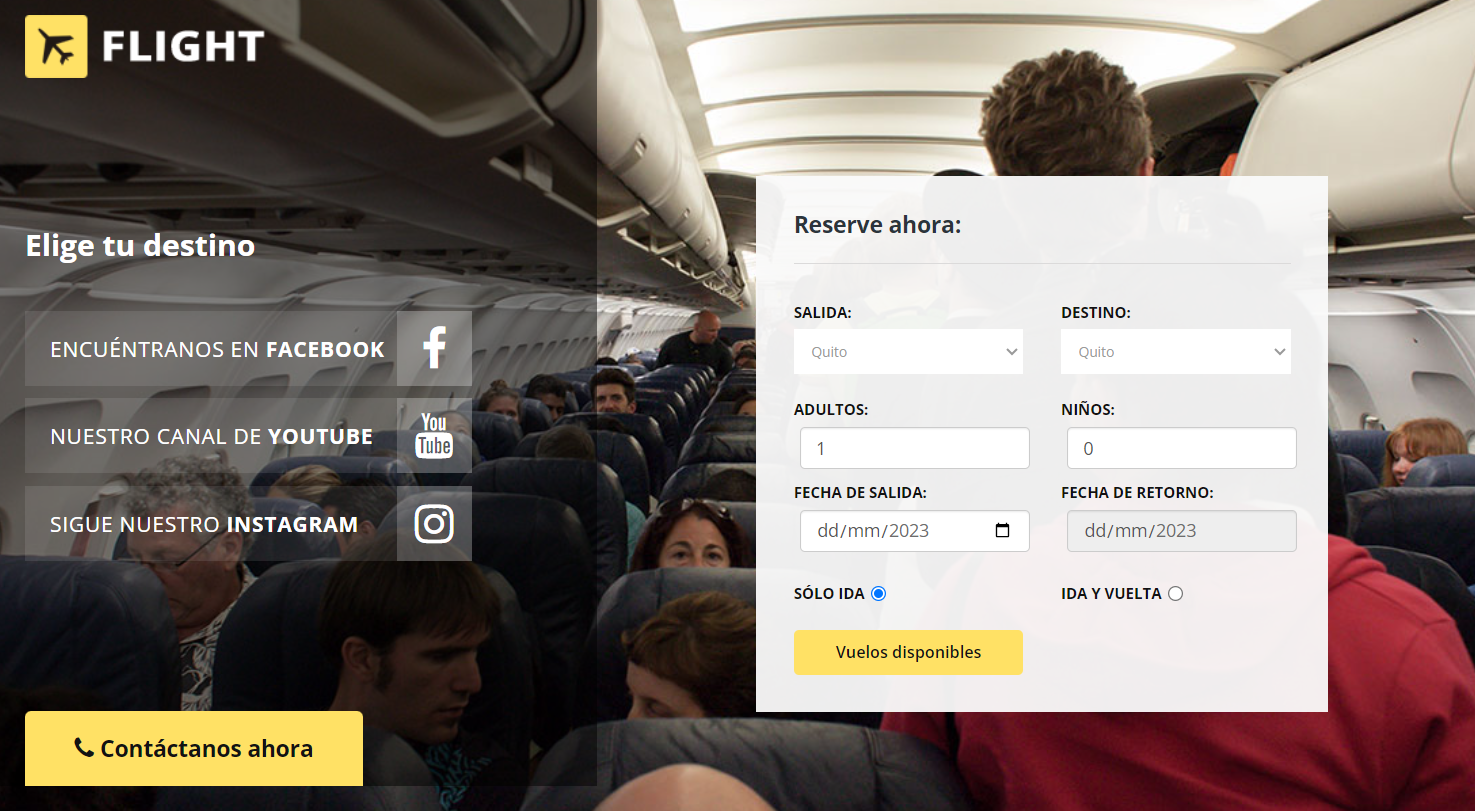 FLIGHT
Elige tu destino
ENCUÉNTRANOS EN FACEBOOK
f
NUESTRO CANAL DE YOUTUBE
You
Tube
SIGUE NUESTRO INSTAGRAM
Contáctanos ahora
Reserve ahora:
SALIDA: DESTINO:
Quito Quito
ADULTOS: NIÑOS:
1 0
FECHA DE SALIDA: FECHA DE RETORNO:
dd/mm/2023 dd/mm/2023
SÓLO IDA IDA Y VUELTA
Vuelos disponibles